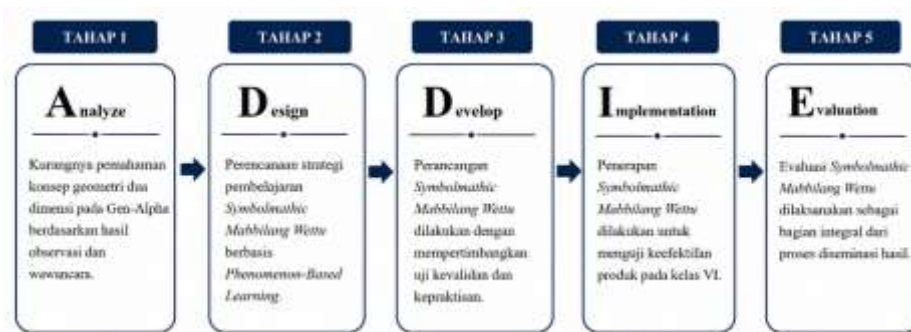 TAHAP 1
Analyze
Kurangnya pemahaman
konsep geometri dua
dimensi pada Gen-Alpha
berdasarkan hasil
observasi dan
wawancara.
TAHAP 2
Design
Perencanaan strategi
pembelajaran
Symbolmathic
Mabbilang Wettu
berbasis
Phenomenon-Based
Learning.
TAHAP 3
Develop
Perancangan
Symbolmathic
Mabbilang Wettu
dilakukan dengan
mempertimbangkan
uji kevalidan dan
kepraktisan.
TAHAP 4
Implementation
Penerapan
Symbolmathic
Mabbilang Wettu
dilakukan untuk
menguji keefektifan
produk pada kelas VI.
TAHAP 5
Evaluation
Evaluasi Symbolmathic
Mabbilang Wettu
dilaksanakan sebagai
bagian integral dari
proses diseminasi hasil.